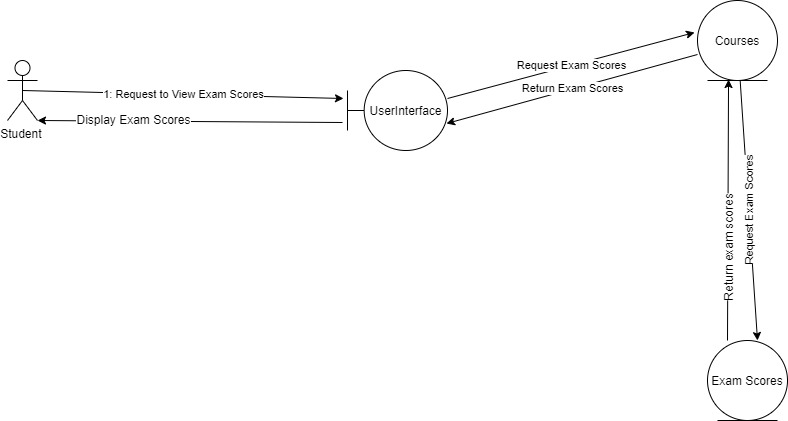 Courses
Request Exam Scores
Return Exam Scores
1: Request to View Exam Scores
UserInterface
Display Exam Scores
Student
Request Exam Scores
Return exam scores
Exam Scores